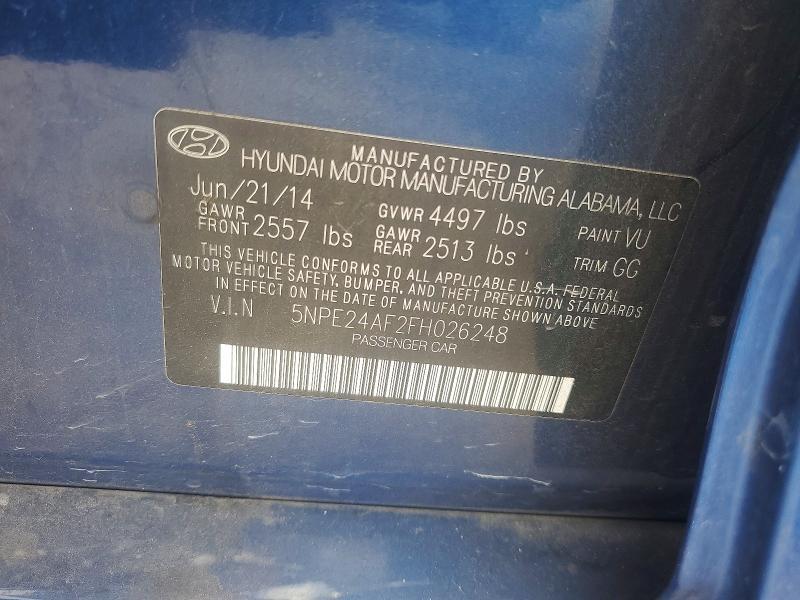 MANUFACTURED BY
HYUNDAI MOTOR MANUFACTURING ALABAMA, LLC
Jun/21/14 GVWR 4497 lbs PAINT VU
GAWR FRONT 2557 lbs GAWR REAR 2513 lbs TRIM GG
THIS VEHICLE CONFORMS TO ALL APPLICABLE U.S.A. FEDERAL
MOTOR VEHICLE SAFETY, BUMPER, AND THEFT PREVENTION STANDARDS
IN EFFECT ON THE DATE OF MANUFACTURE SHOWN ABOVE
V.I.N 5NPE24AF2FH026248
PASSENGER CAR